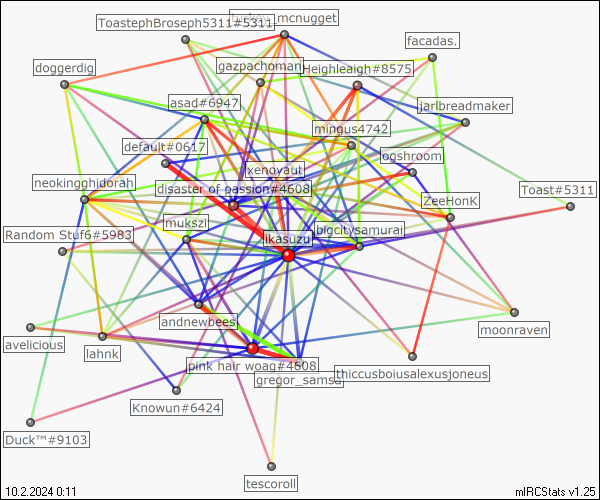 ToastephBroseph5311#5311
mcnugget
facadas.
gazpachoman
Heighleaigh#8575
doggerdig
asad#6947
jarlbreadmaker
mingus4742
default#0617
ogshroom
xenovaut
neokingghidorah
disaster of passion#4608
Toast#5311
ZeeHonK
mukszi
bigcitysamurai
Random Stuf6#5983
ikasuzu
andnewbees
moonraven
avelicious
lahnk
pink hair woag#4608
thiccusboiusalexusjoneus
gregor_samsa
Knowun#6424
Duck™#9103
tescoroll
10.2.2024 0:11
mIRCStats v1.25